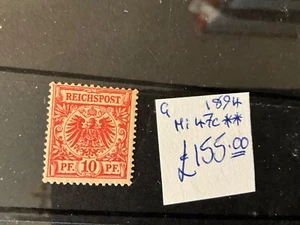 REICHSPOST
PF. 10 PF.
G 1894
Mi 47c **
£155.00